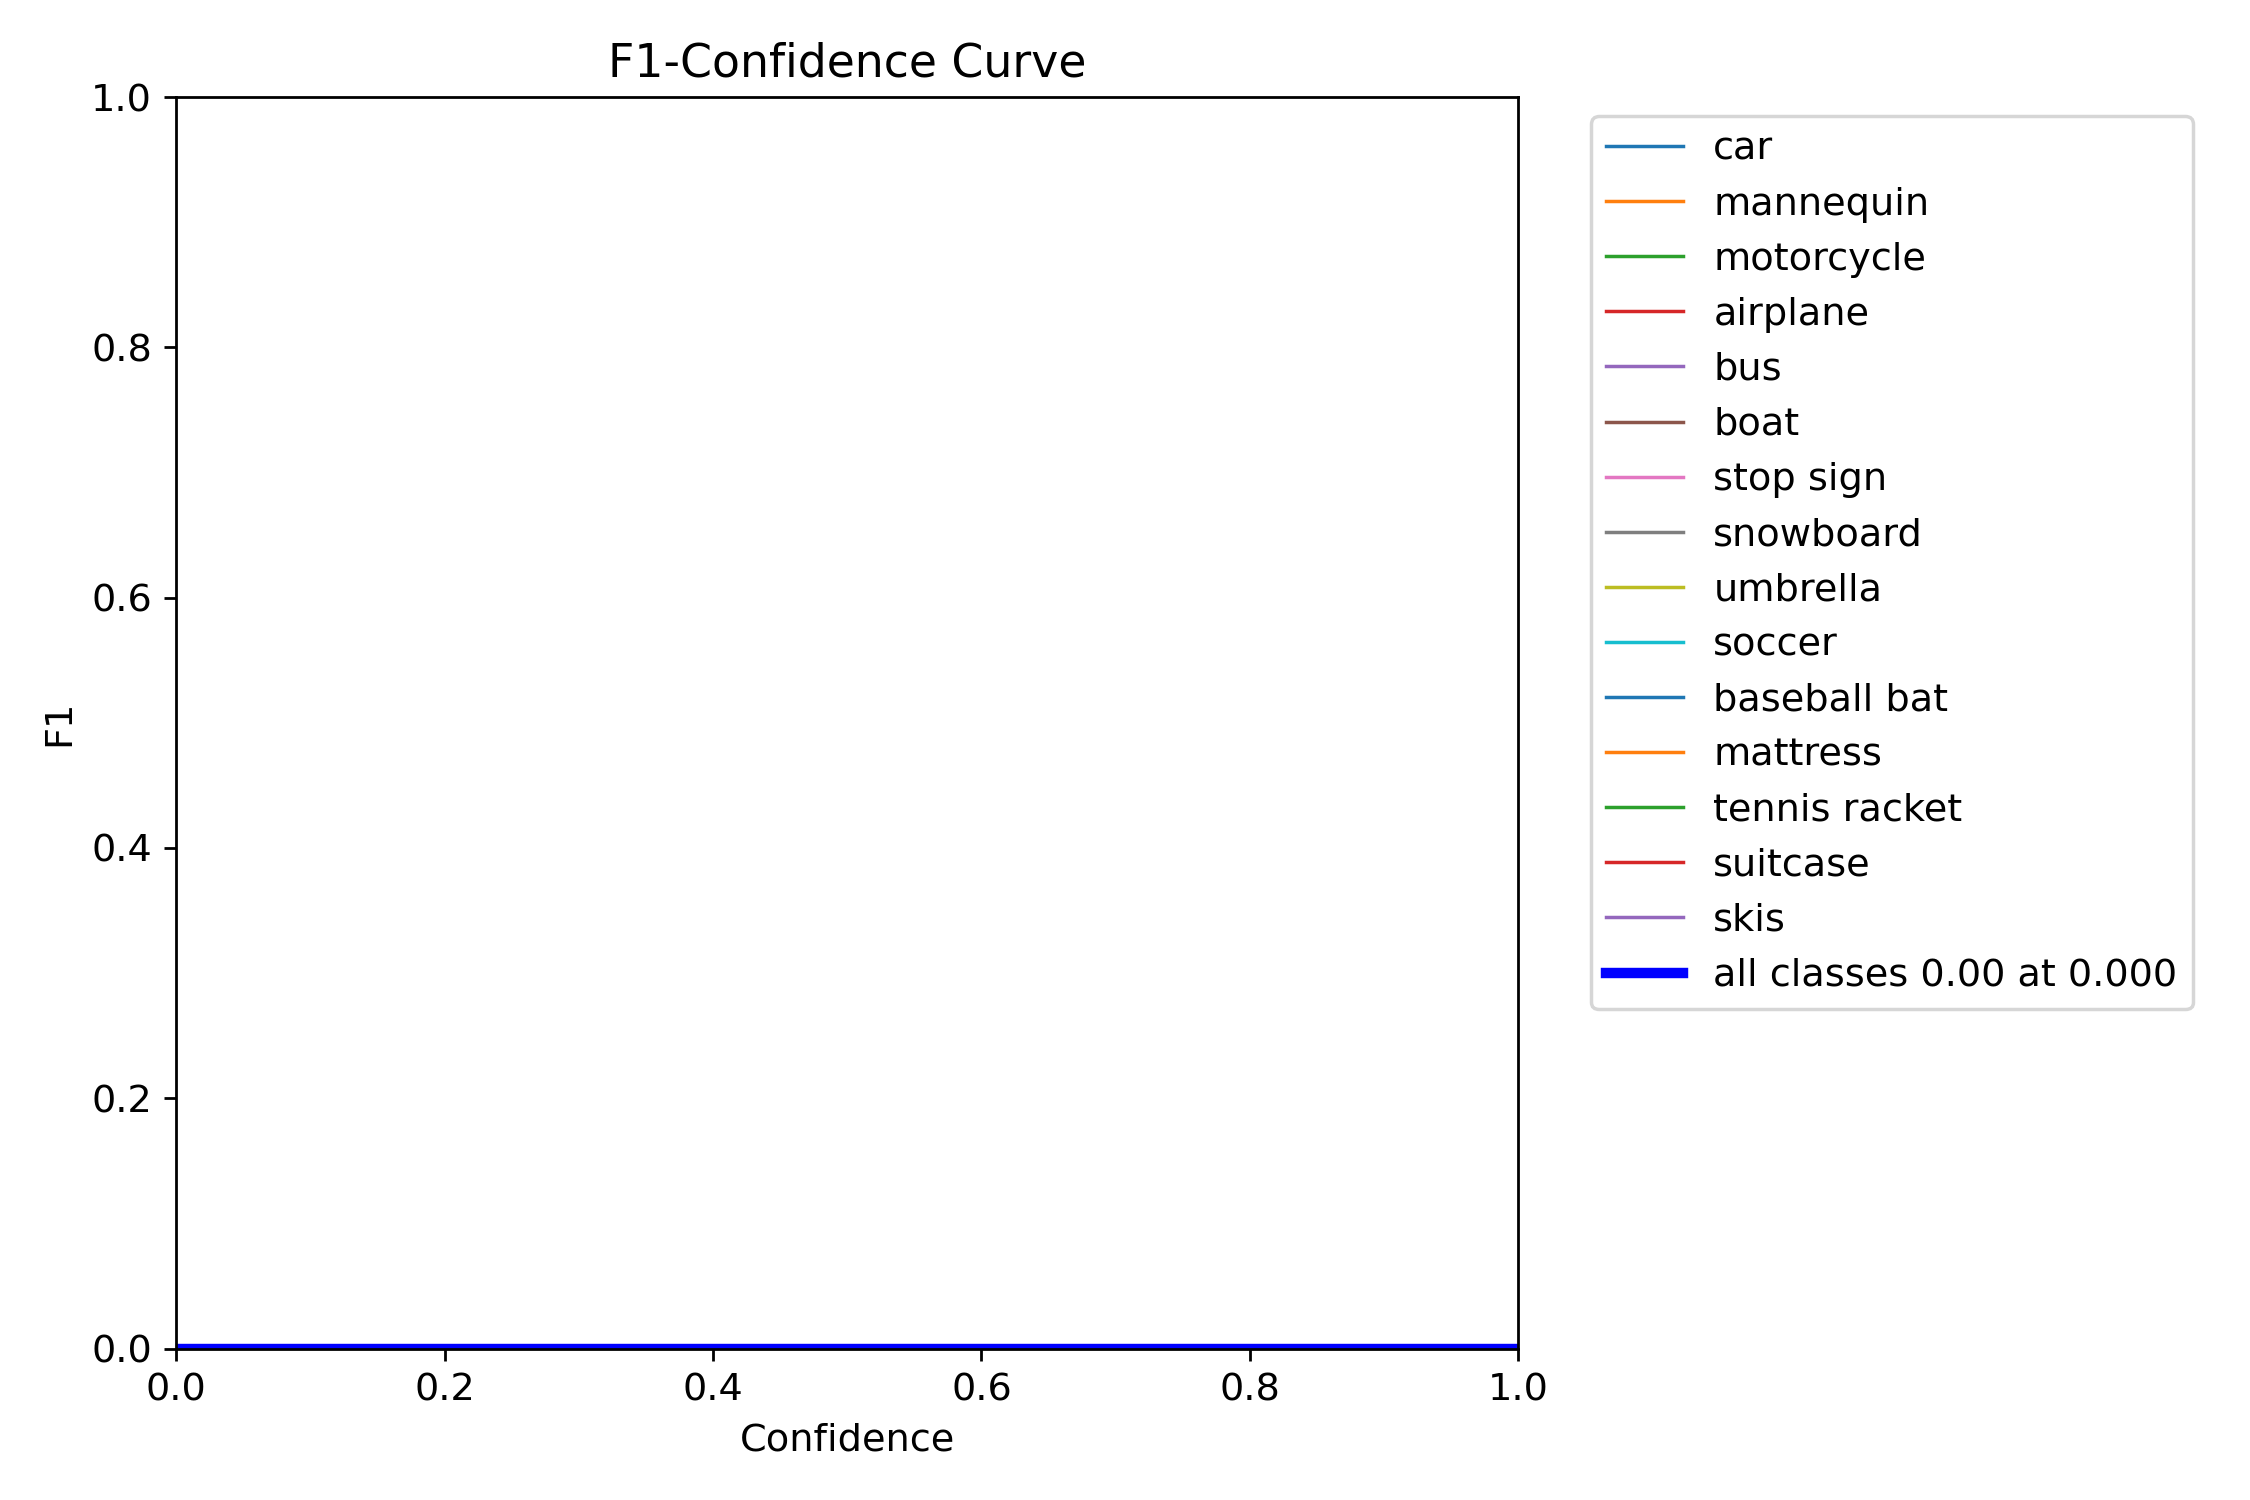 F1-Confidence Curve
1.0
0.8
0.6
0.4
0.2
0.0
F1
0.0 0.2 0.4 0.6 0.8 1.0
Confidence
car
mannequin
motorcycle
airplane
bus
boat
stop sign
snowboard
umbrella
soccer
baseball bat
mattress
tennis racket
suitcase
skis
all classes 0.00 at 0.000